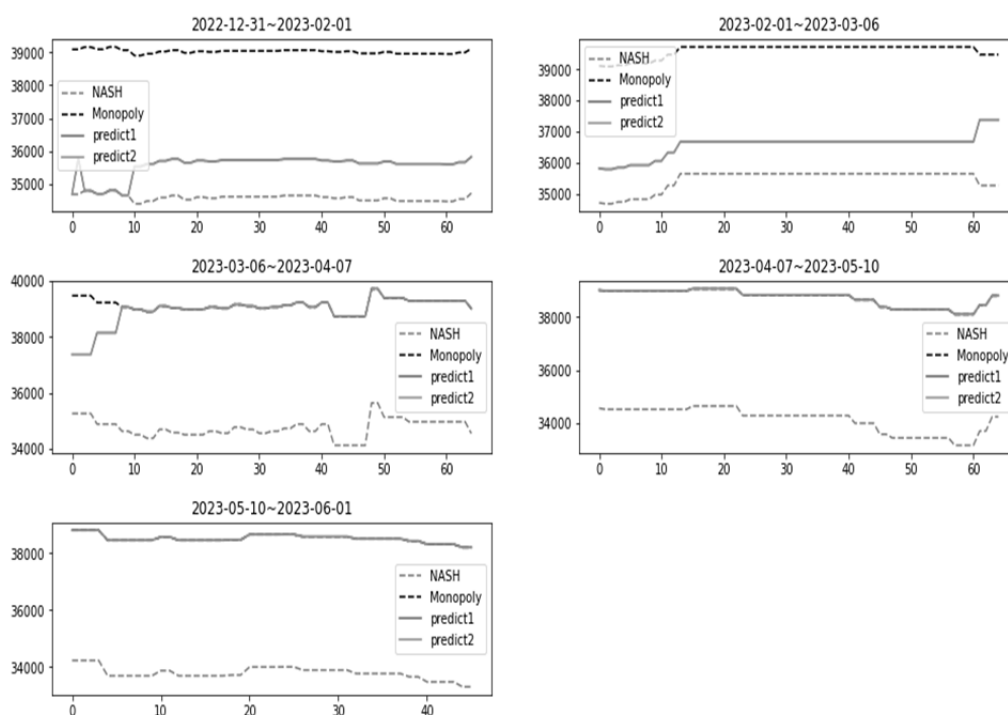 2022-12-31~2023-02-01
39000
38000
37000
36000
35000
NASH
Monopoly
predict1
predict2
0 10 20 30 40 50 60
2023-02-01~2023-03-06
39000
38000
37000
36000
35000
NASH
Monopoly
predict1
predict2
0 10 20 30 40 50 60
2023-03-06~2023-04-07
40000
38000
36000
34000
NASH
Monopoly
predict1
predict2
0 10 20 30 40 50 60
2023-04-07~2023-05-10
38000
36000
34000
NASH
Monopoly
predict1
predict2
0 10 20 30 40 50 60
2023-05-10~2023-06-01
38000
36000
34000
NASH
Monopoly
predict1
predict2
0 10 20 30 40